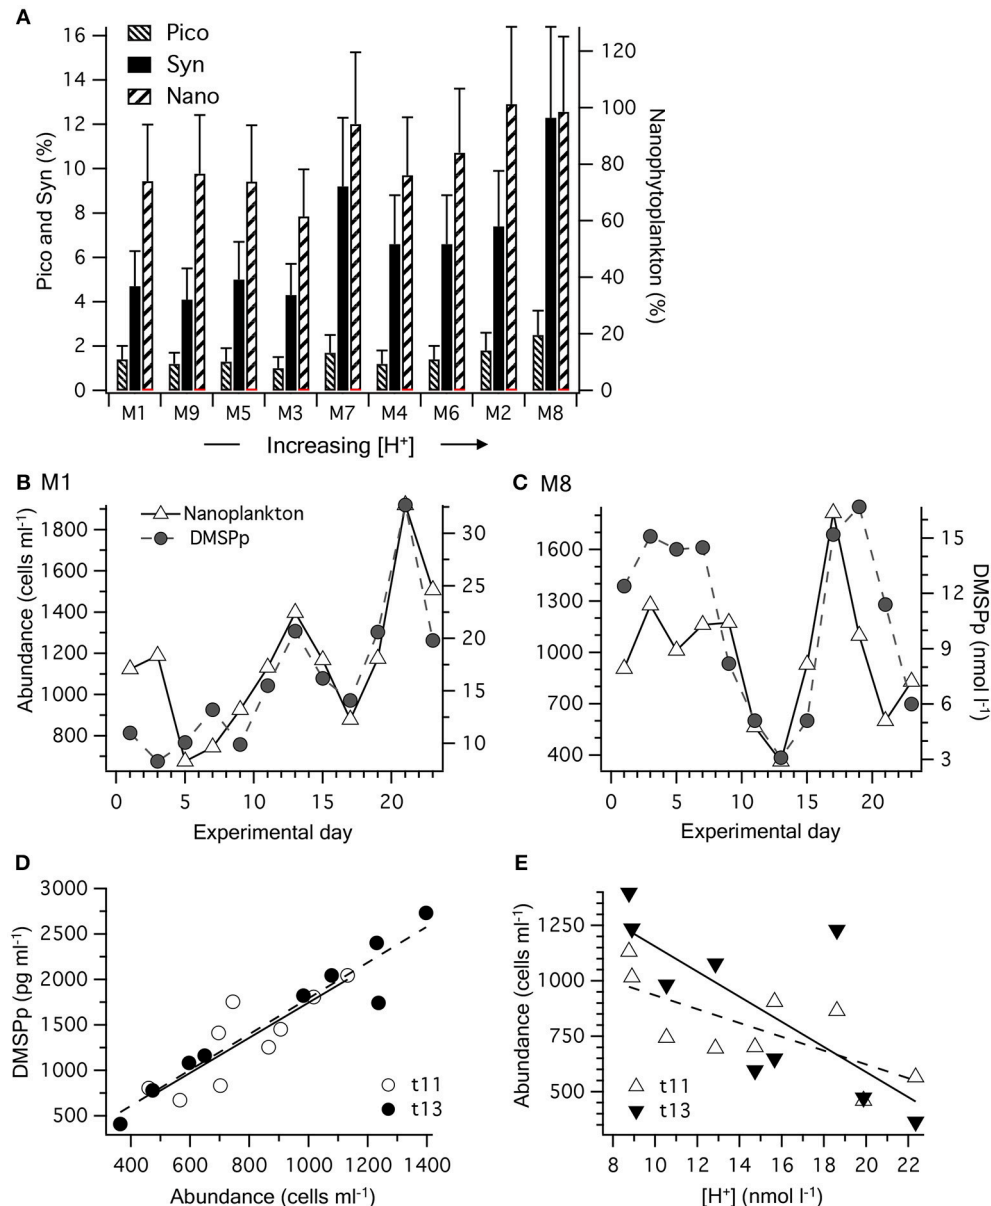 A
Pico
Syn
Nano
Pico and Syn (%)
16
14
12
10
8
6
4
2
0
120
100
80
60
40
20
0
Nanophytoplankton (%)
M1 M9 M5 M3 M7 M4 M6 M2 M8
Increasing [H⁺]
B M1
Nanoplankton
DMSPp
Abundance (cells ml⁻¹)
1800
1600
1400
1200
1000
800
30
25
20
15
10
0 5 10 15 20
Experimental day
C M8
1600
1300
1000
700
400
15
12
9
6
3
DMSPp (nmol l⁻¹)
0 5 10 15 20
Experimental day
D
DMSPp (pg ml⁻¹)
3000
2500
2000
1500
1000
500
t11
t13
400 600 800 1000 1200 1400
Abundance (cells ml⁻¹)
E
Abundance (cells ml⁻¹)
1250
1000
750
500
t11
t13
8 10 12 14 16 18 20 22
[H⁺] (nmol l⁻¹)